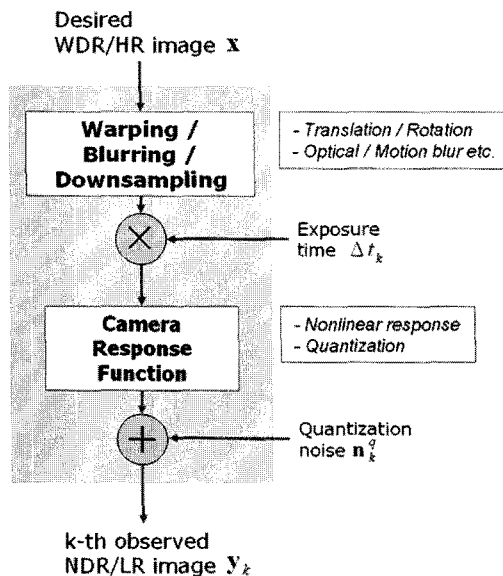 Desired
WDR/HR image x
Warping /
Blurring /
Downsampling
- Translation / Rotation
- Optical / Motion blur etc.
×
Exposure
time Δt_k
Camera
Response
Function
- Nonlinear response
- Quantization
+
Quantization
noise n_k^q
k-th observed
NDR/LR image y_k